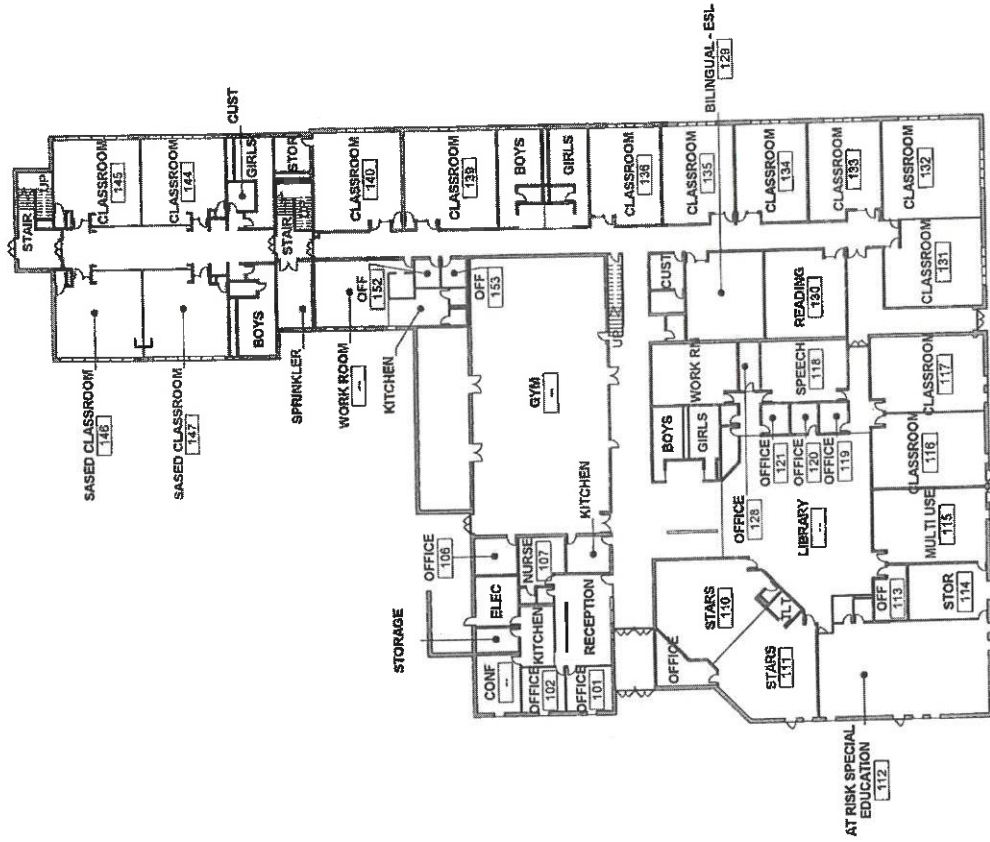 STAIR
UP
CLASSROOM
145
CLASSROOM
144
CUST
GIRLS
STOR
SASED CLASSROOM
146
SASED CLASSROOM
147
BOYS
STAIR
SPRINKLER
WORK ROOM
--
KITCHEN
OFF
152
OFF
153
CLASSROOM
140
CLASSROOM
139
BOYS
GIRLS
CLASSROOM
136
CLASSROOM
135
CLASSROOM
134
CLASSROOM
133
CLASSROOM
132
CLASSROOM
131
BILINGUAL - ESL
129
READING
130
CUST
UP
GYM
--
WORK RM
SPEECH
118
BOYS
GIRLS
OFFICE
128
OFFICE
121
OFFICE
120
OFFICE
119
CLASSROOM
117
CLASSROOM
116
MULTI USE
115
LIBRARY
--
STOR
114
OFF
113
KITCHEN
OFFICE
106
NURSE
107
ELEC
STORAGE
KITCHEN
RECEPTION
CONF
--
OFFICE
102
OFFICE
101
OFFICE
STARS
110
TLT
STARS
111
AT RISK SPECIAL
EDUCATION
112